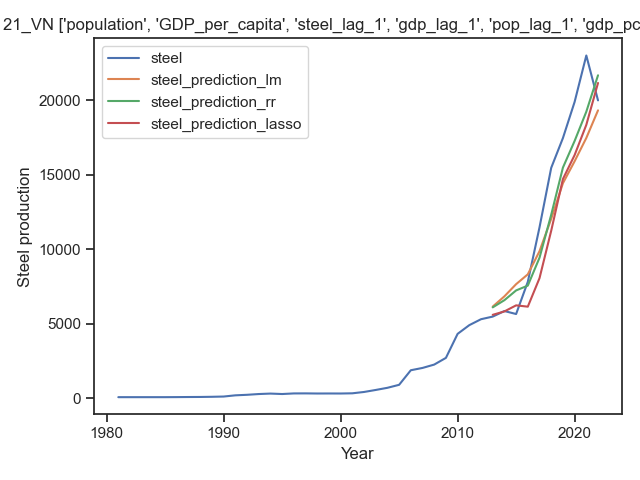 21_VN ['population', 'GDP_per_capita', 'steel_lag_1', 'gdp_lag_1', 'pop_lag_1', 'gdp_pc
steel
steel_prediction_lm
steel_prediction_rr
steel_prediction_lasso
Steel production
20000
15000
10000
5000
0
1980
1990
2000
2010
2020
Year